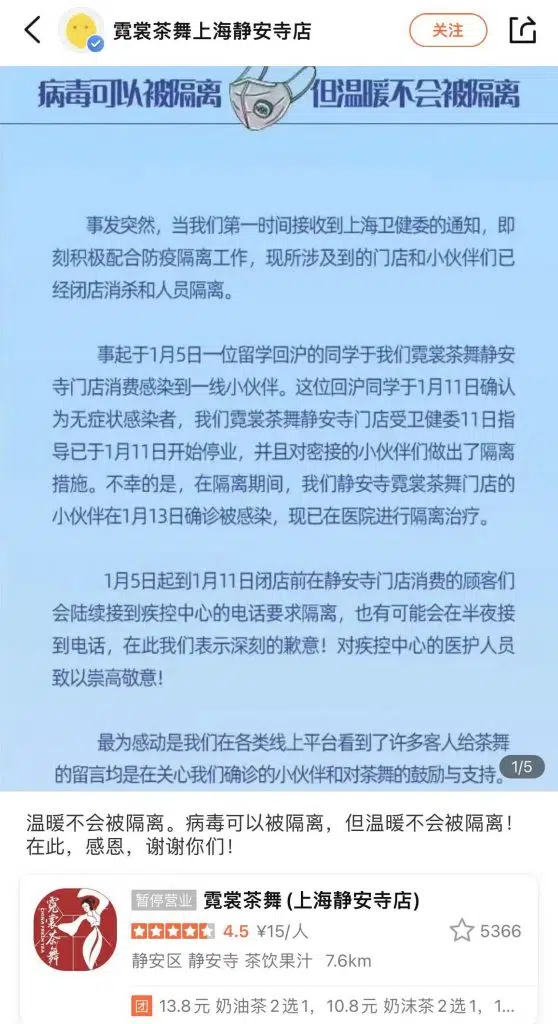 霓裳茶舞上海静安寺店
关注
病毒可以被隔离 但温暖不会被隔离
事发突然，当我们第一时间接收到上海卫健委的通知，即
刻积极配合防疫隔离工作，现所涉及到的门店和小伙伴们已
经闭店消杀和人员隔离。
事起于1月5日一位留学回沪的同学于我们霓裳茶舞静安
寺门店消费感染到一线小伙伴。这位回沪同学于1月11日确认
为无症状感染者，我们霓裳茶舞静安寺门店受卫健委11日指
导已于1月11日开始停业，并且对密接的小伙伴们做出了隔离
措施。不幸的是，在隔离期间，我们静安寺霓裳茶舞门店的
小伙伴在1月13日确诊被感染，现已在医院进行隔离治疗。
1月5日起到1月11日闭店前在静安寺门店消费的顾客们
会陆续接到疾控中心的电话要求隔离，也有可能会在半夜接
到电话，在此我们表示深刻的歉意！对疾控中心的医护人员
致以崇高敬意！
最为感动是我们在各类线上平台看到了许多客人给茶舞
的留言均是在关心我们确诊的小伙伴和对茶舞的鼓励与支持。
1/5
温暖不会被隔离。病毒可以被隔离，但温暖不会被隔离！
在此，感恩，谢谢你们！
霓裳茶舞
暂停营业 霓裳茶舞(上海静安寺店)
4.5 ¥15/人 5366
静安区 静安寺 茶饮果汁 7.6km
团 13.8元 奶油茶2选1，10.8元 奶沫茶2选1，1...